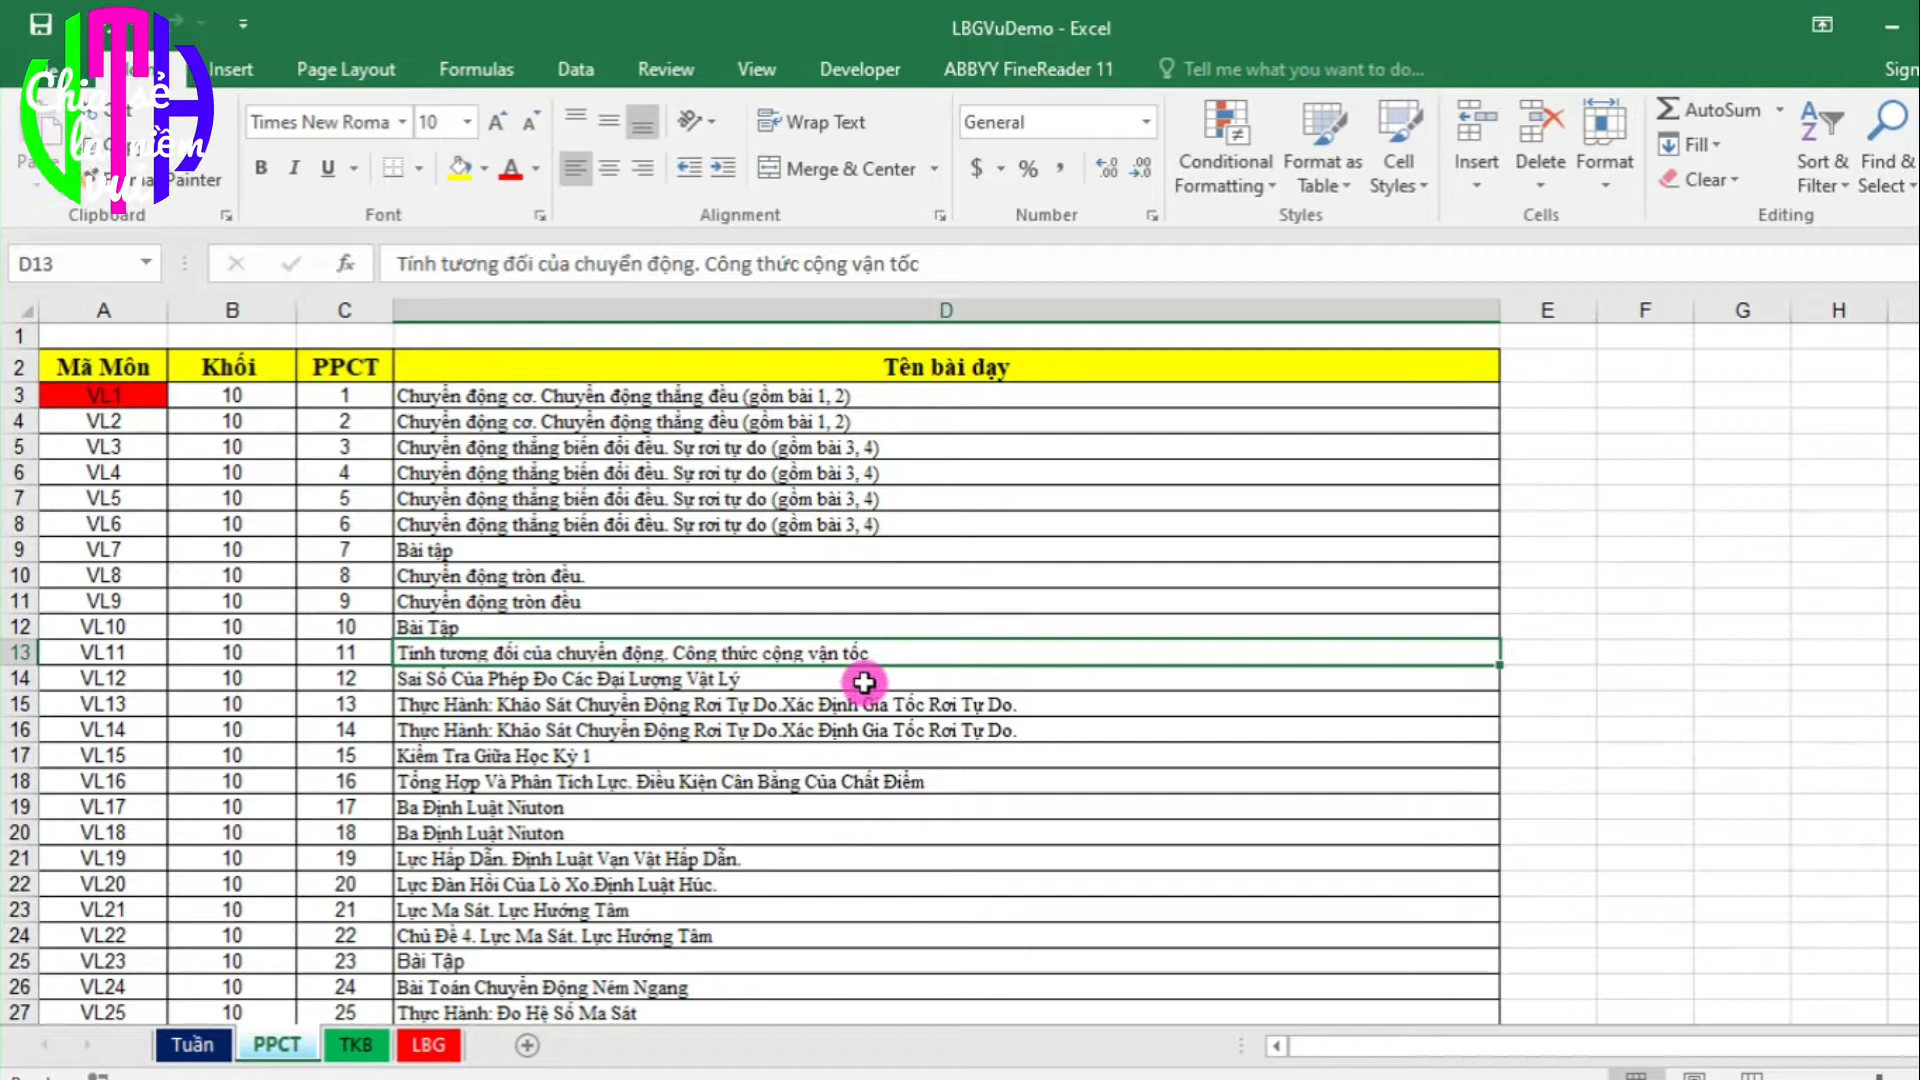 LBGVuDemo - Excel
Insert Page Layout Formulas Data Review View Developer ABBYY FineReader 11 Tell me what you want to do... Sign
Chia sẻ
là niềm
vui
Times New Roma 10 Wrap Text General AutoSum
Fill
B I U Merge & Center $ % Conditional Formatting Format as Table Cell Styles Insert Delete Format Clear Sort & Filter Find & Select
Painter
Clipboard Font Alignment Number Styles Cells Editing
D13 fx Tính tương đối của chuyển động. Công thức cộng vận tốc
A B C D E F G H
1
2 Mã Môn Khối PPCT Tên bài dạy
3 VL1 10 1 Chuyển động cơ. Chuyển động thẳng đều (gồm bài 1, 2)
4 VL2 10 2 Chuyển động cơ. Chuyển động thẳng đều (gồm bài 1, 2)
5 VL3 10 3 Chuyển động thẳng biến đổi đều. Sự rơi tự do (gồm bài 3, 4)
6 VL4 10 4 Chuyển động thẳng biến đổi đều. Sự rơi tự do (gồm bài 3, 4)
7 VL5 10 5 Chuyển động thẳng biến đổi đều. Sự rơi tự do (gồm bài 3, 4)
8 VL6 10 6 Chuyển động thẳng biến đổi đều. Sự rơi tự do (gồm bài 3, 4)
9 VL7 10 7 Bài tập
10 VL8 10 8 Chuyển động tròn đều.
11 VL9 10 9 Chuyển động tròn đều
12 VL10 10 10 Bài Tập
13 VL11 10 11 Tính tương đối của chuyển động. Công thức cộng vận tốc
14 VL12 10 12 Sai Số Của Phép Đo Các Đại Lượng Vật Lý
15 VL13 10 13 Thực Hành: Khảo Sát Chuyển Động Rơi Tự Do.Xác Định Gia Tốc Rơi Tự Do.
16 VL14 10 14 Thực Hành: Khảo Sát Chuyển Động Rơi Tự Do.Xác Định Gia Tốc Rơi Tự Do.
17 VL15 10 15 Kiểm Tra Giữa Học Kỳ 1
18 VL16 10 16 Tổng Hợp Và Phân Tích Lực. Điều Kiện Cân Bằng Của Chất Điểm
19 VL17 10 17 Ba Định Luật Niuton
20 VL18 10 18 Ba Định Luật Niuton
21 VL19 10 19 Lực Hấp Dẫn. Định Luật Vạn Vật Hấp Dẫn.
22 VL20 10 20 Lực Đàn Hồi Của Lò Xo.Định Luật Húc.
23 VL21 10 21 Lực Ma Sát. Lực Hướng Tâm
24 VL22 10 22 Chủ Đề 4. Lực Ma Sát. Lực Hướng Tâm
25 VL23 10 23 Bài Tập
26 VL24 10 24 Bài Toán Chuyển Động Ném Ngang
27 VL25 10 25 Thực Hành: Đo Hệ Số Ma Sát
Tuần PPCT TKB LBG